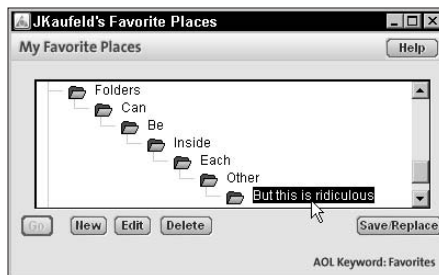 JKaufeld's Favorite Places
My Favorite Places
Help
Folders
Can
Be
Inside
Each
Other
But this is ridiculous
Go New Edit Delete Save/Replace
AOL Keyword: Favorites